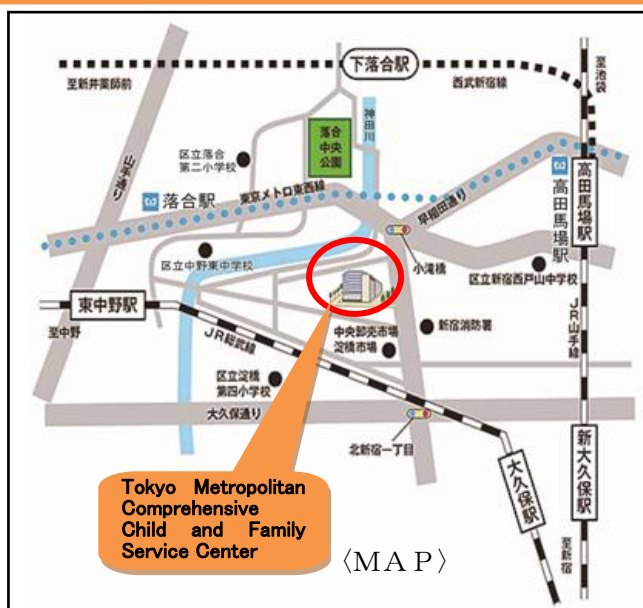 下落合駅
至新井薬師前
西武新宿線
至池袋
山手通り
区立落合
第二小学校
落合
中央
公園
神田川
落合駅
東京メトロ東西線
早稲田通り
高田馬場駅
高田馬場駅
小滝橋
区立中野東中学校
区立新宿西戸山中学校
東中野駅
至中野
JR総武線
中央卸売市場
淀橋市場
新宿消防署
JR山手線
区立淀橋
第四小学校
大久保通り
北新宿一丁目
大久保駅
新大久保駅
至新宿
Tokyo Metropolitan
Comprehensive
Child and Family
Service Center
〈MAP〉